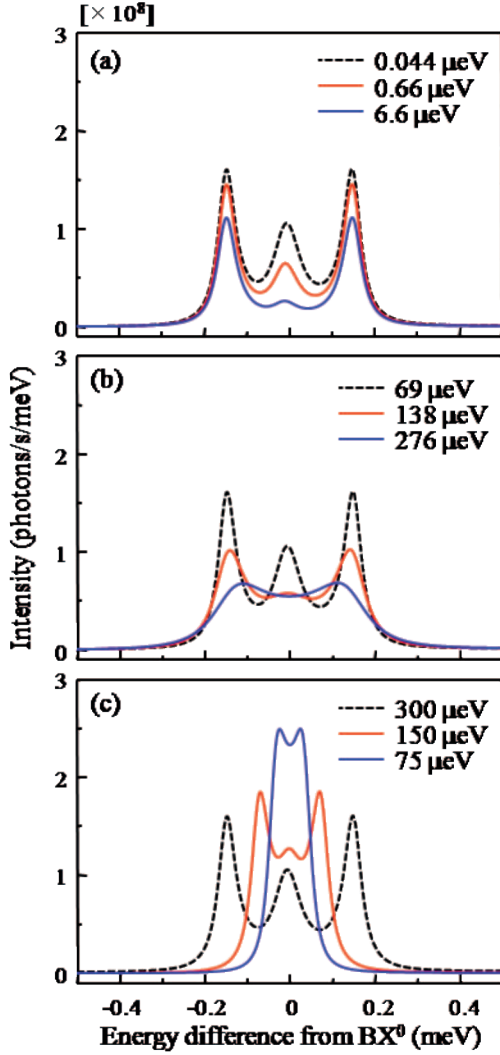 [× 10⁸]
3
(a)
0.044 μeV
0.66 μeV
6.6 μeV
2
1
0
3
(b)
69 μeV
138 μeV
276 μeV
2
1
0
3
(c)
300 μeV
150 μeV
75 μeV
2
1
0
Intensity (photons/s/meV)
-0.4 -0.2 0 0.2 0.4
Energy difference from BX⁰ (meV)